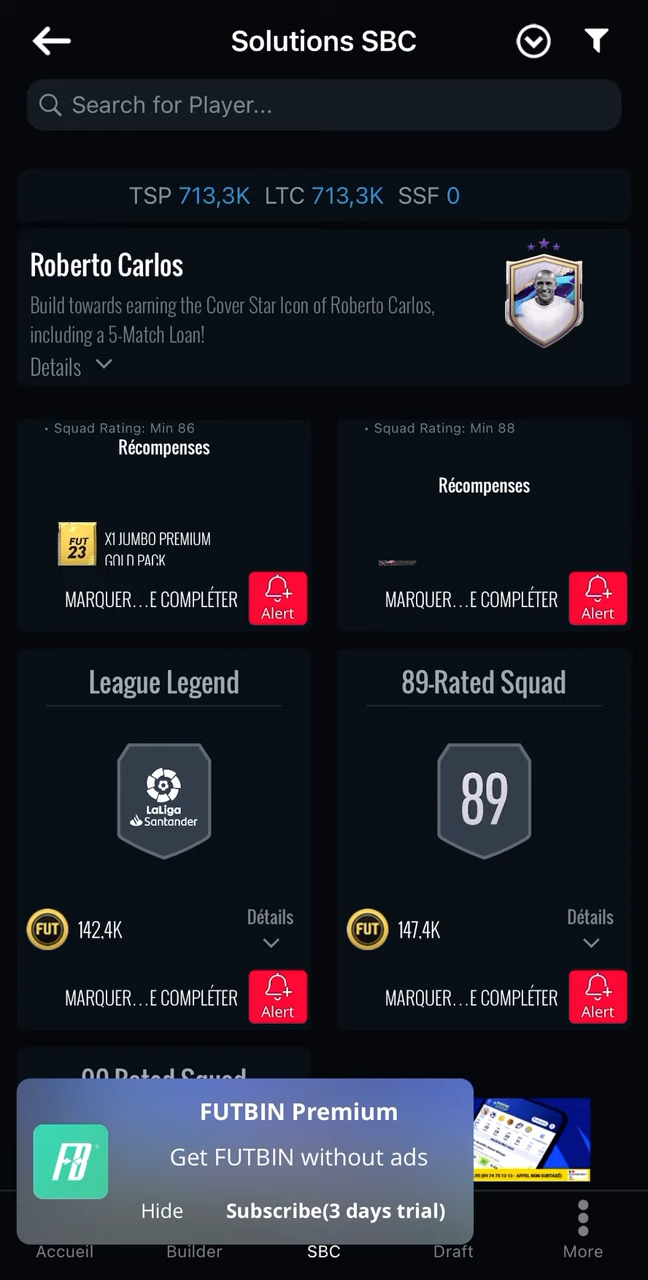 Solutions SBC
Search for Player...
TSP 713,3K LTC 713,3K SSF 0
Roberto Carlos
Build towards earning the Cover Star Icon of Roberto Carlos,
including a 5-Match Loan!
Details
• Squad Rating: Min 86
Récompenses
FUT
23
X1 JUMBO PREMIUM
GOLD PACK
MARQUER...E COMPLÉTER
Alert
• Squad Rating: Min 88
Récompenses
MARQUER...E COMPLÉTER
Alert
League Legend
LaLiga
Santander
FUT
142,4K
Détails
MARQUER...E COMPLÉTER
Alert
89-Rated Squad
89
FUT
147,4K
Détails
MARQUER...E COMPLÉTER
Alert
90-Rated Squad
FUTBIN Premium
Get FUTBIN without ads
Hide
Subscribe(3 days trial)
Accueil
Builder
SBC
Draft
More